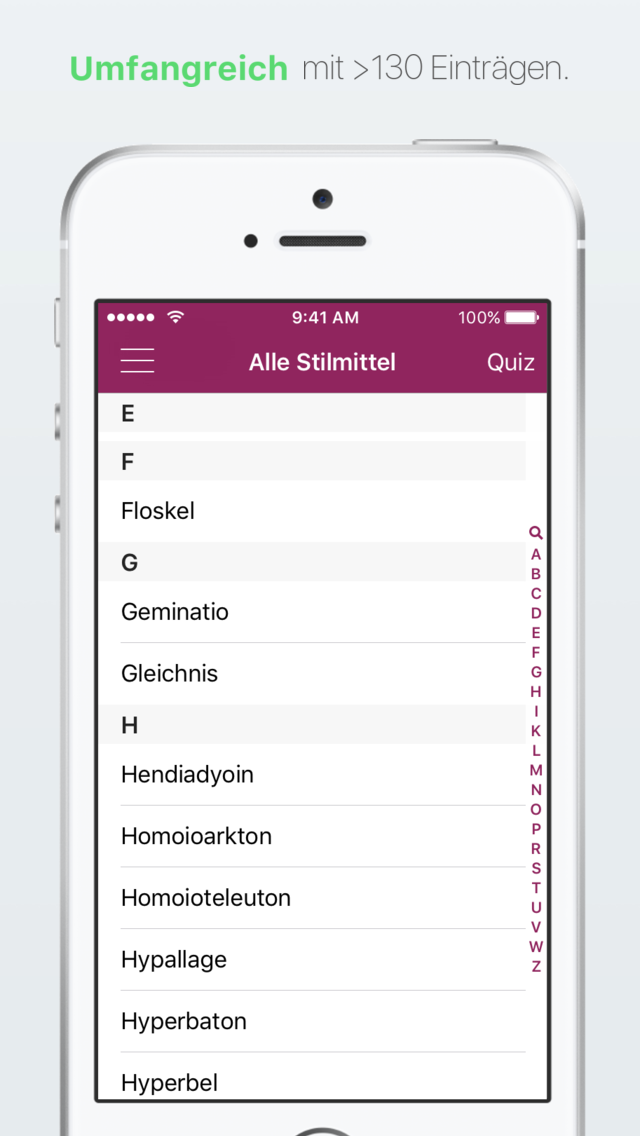 Umfangreich mit >130 Einträgen.
9:41 AM 100%
Alle Stilmittel Quiz
E
F
Floskel
G
Geminatio
Gleichnis
H
Hendiadyoin
Homoioarkton
Homoioteleuton
Hypallage
Hyperbaton
Hyperbel
A
B
C
D
E
F
G
H
I
K
L
M
N
O
P
R
S
T
U
V
W
Z